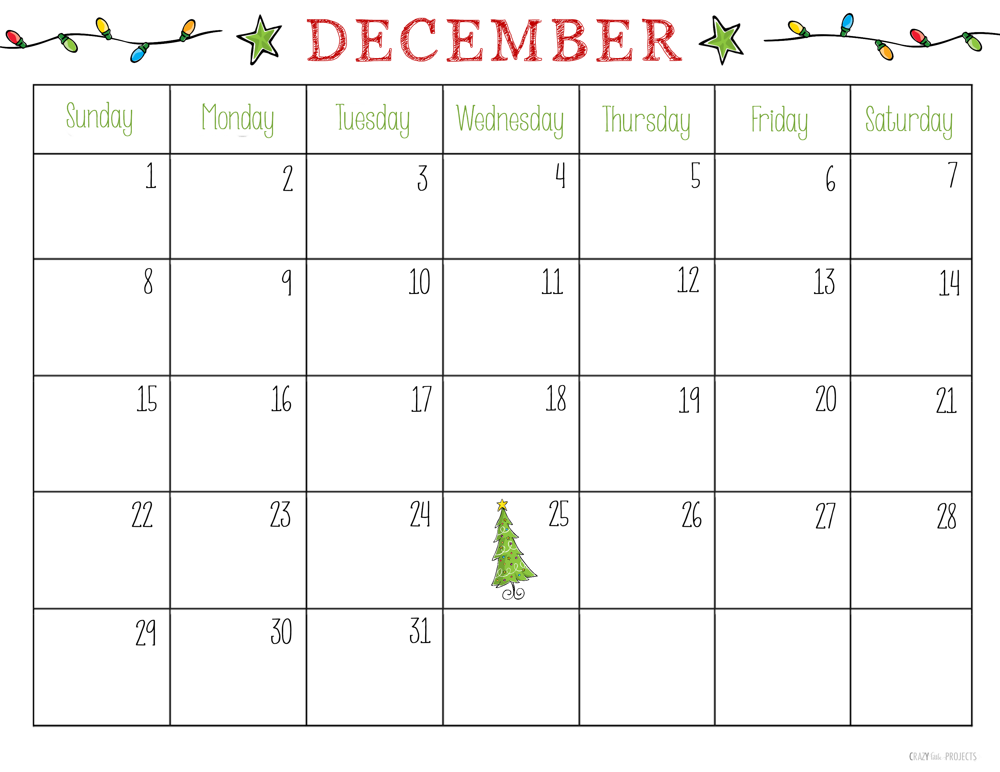 DECEMBER
Sunday Monday Tuesday Wednesday Thursday Friday Saturday
1 2 3 4 5 6 7
8 9 10 11 12 13 14
15 16 17 18 19 20 21
22 23 24 25 26 27 28
29 30 31
CRAZY little PROJECTS